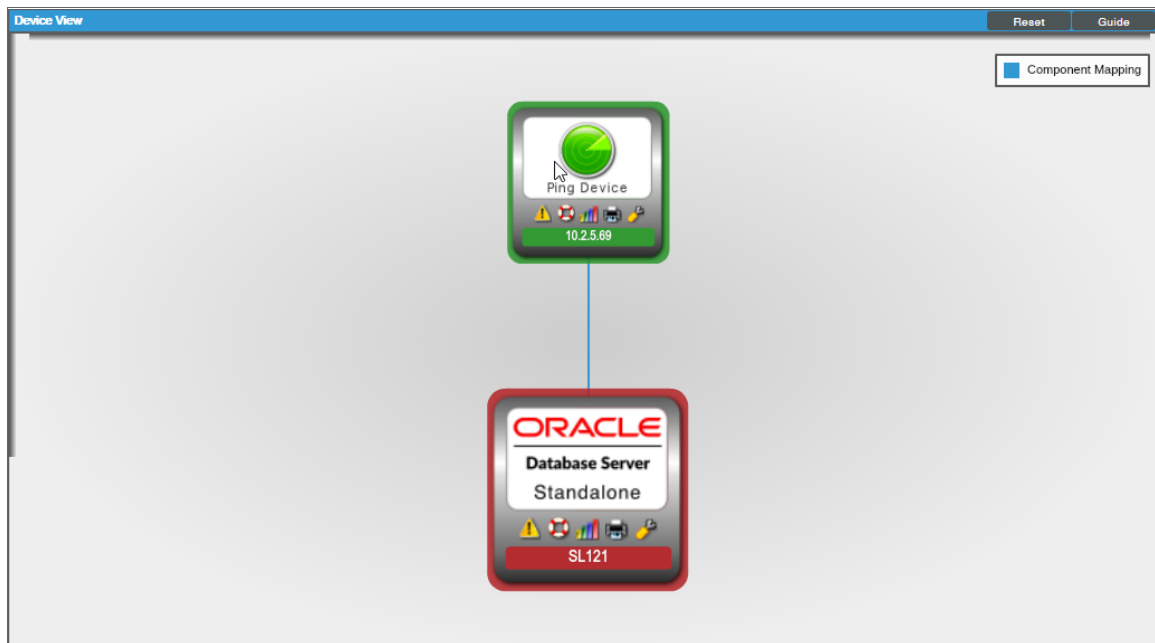 Device View
Reset
Guide
Component Mapping
Ping Device
10.2.5.69
ORACLE
Database Server
Standalone
SL121